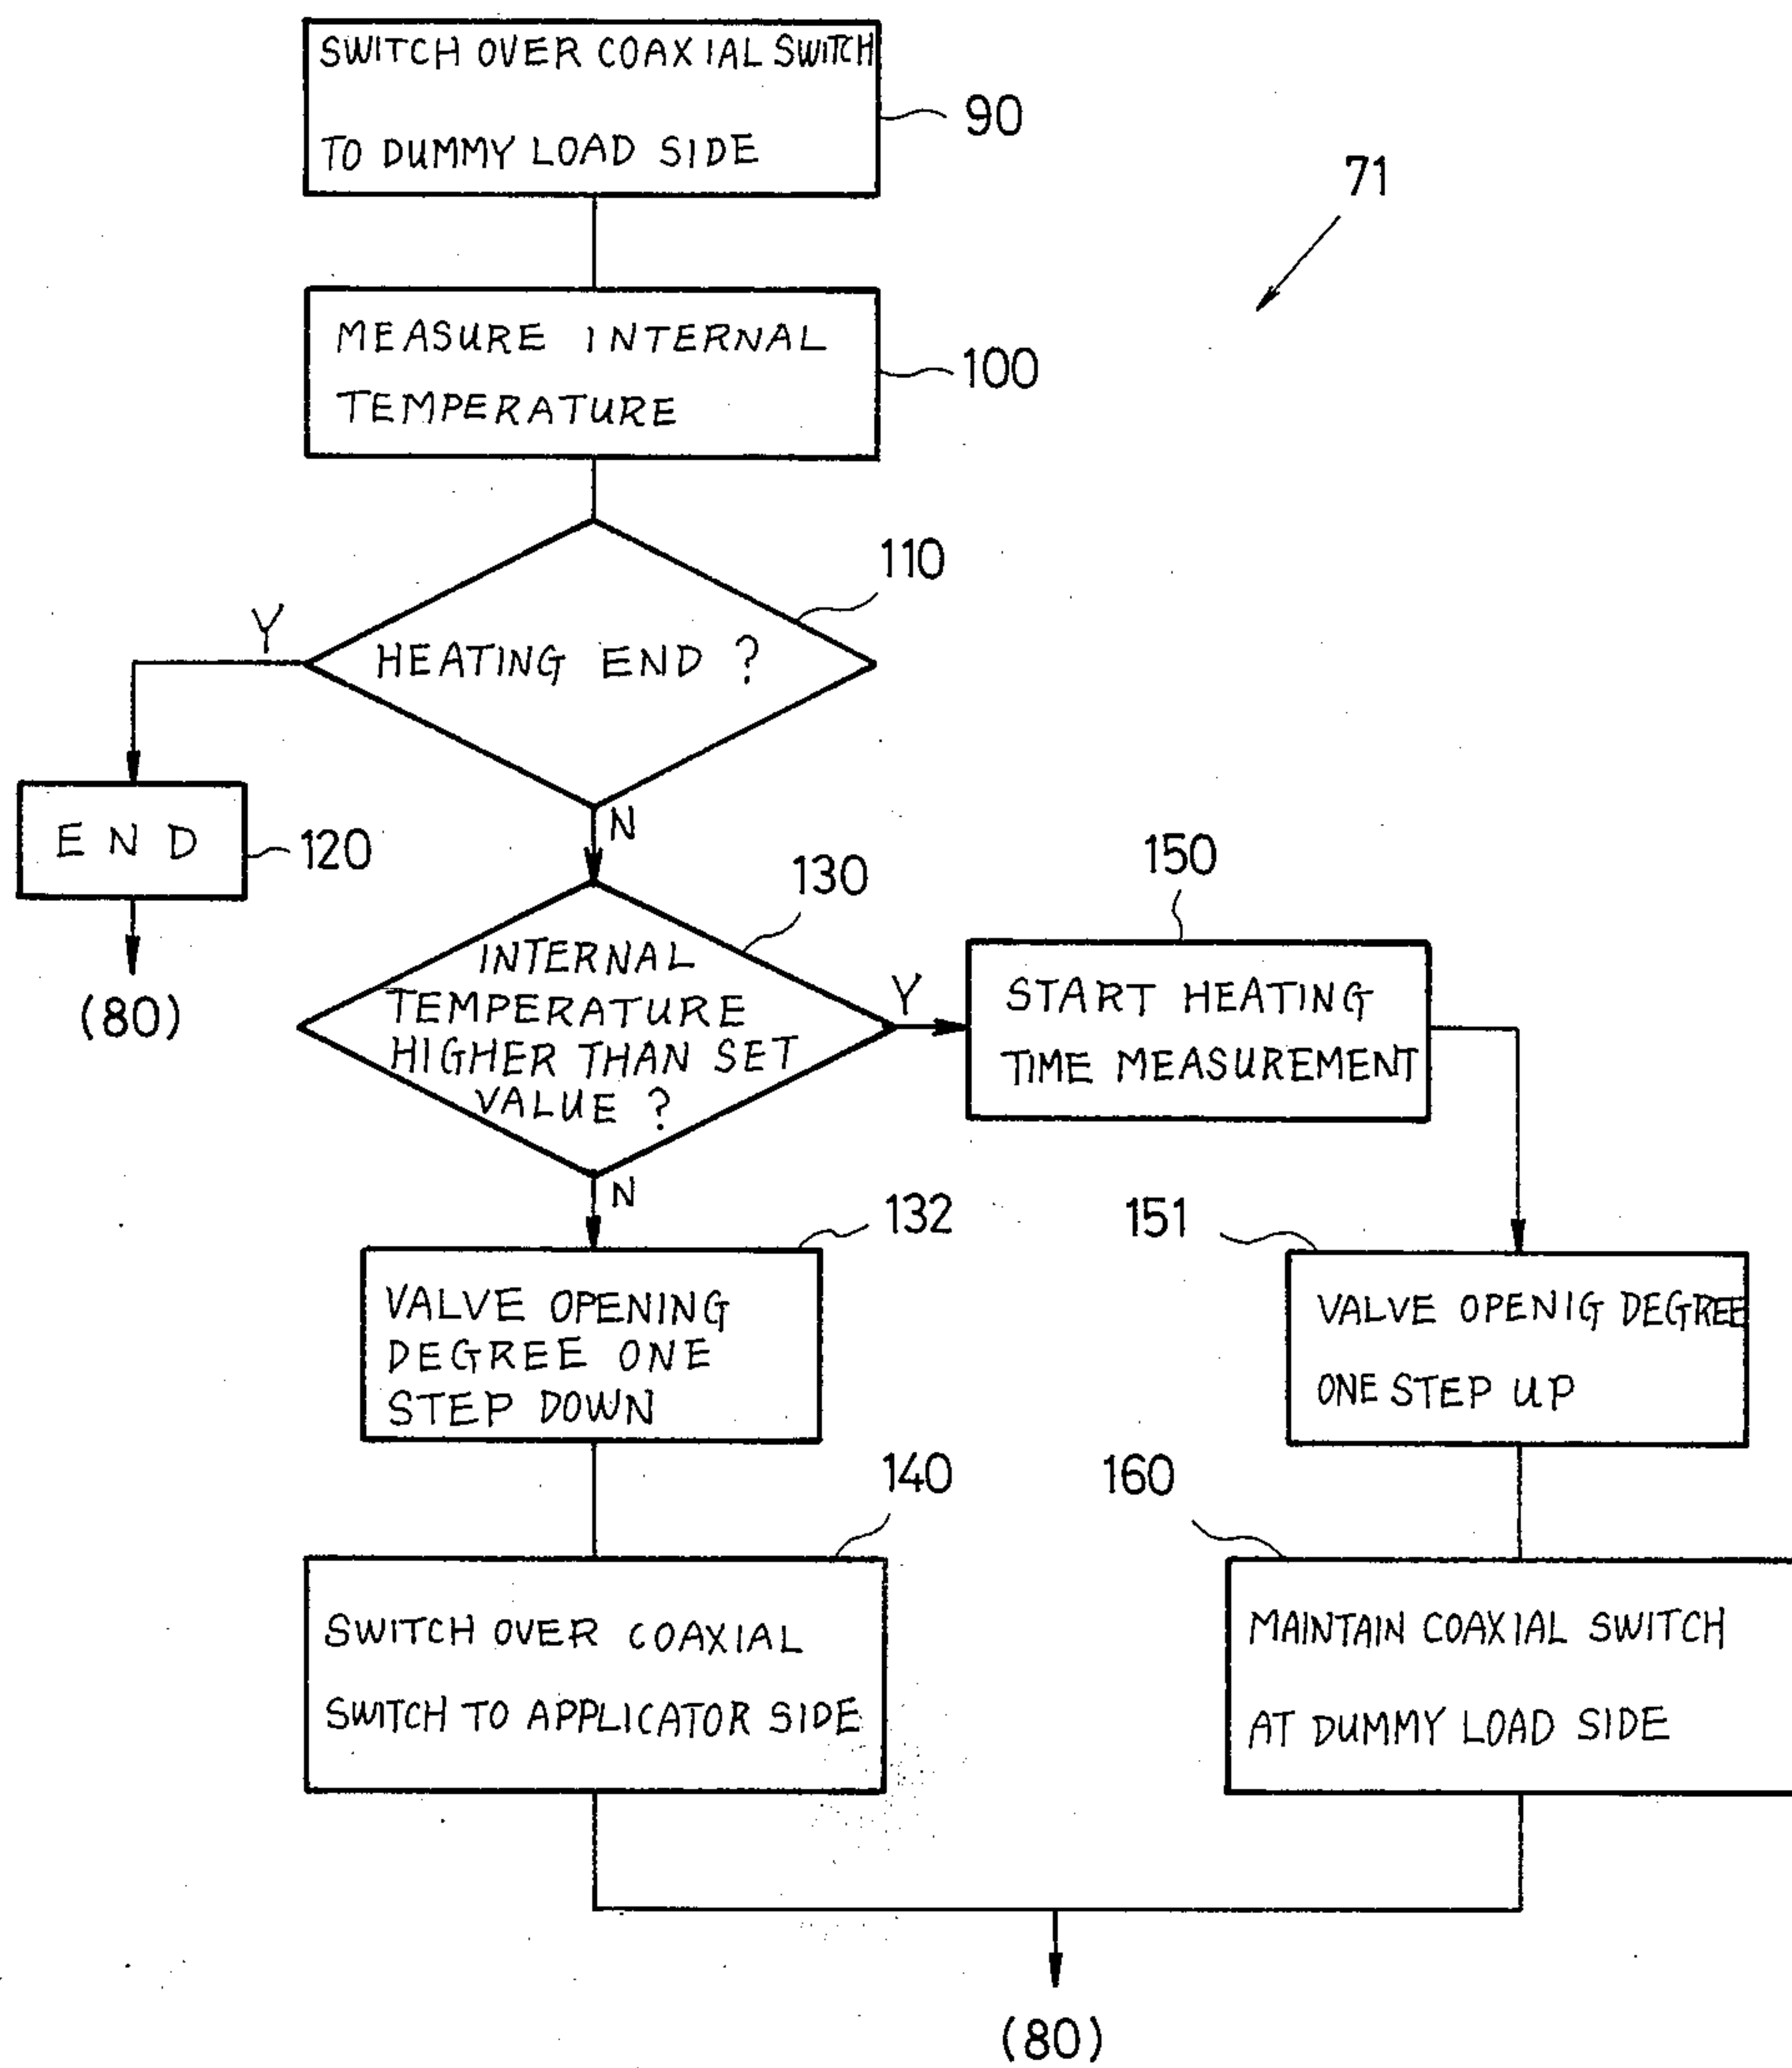 SWITCH OVER COAXIAL SWITCH
TO DUMMY LOAD SIDE
90
71
MEASURE INTERNAL
TEMPERATURE
100
110
HEATING END ?
Y
N
END
120
(80)
130
INTERNAL
TEMPERATURE
HIGHER THAN SET
VALUE ?
Y
N
150
START HEATING
TIME MEASUREMENT
132
VALVE OPENING
DEGREE ONE
STEP DOWN
151
VALVE OPENIG DEGREE
ONE STEP UP
140
SWITCH OVER COAXIAL
SWITCH TO APPLICATOR SIDE
160
MAINTAIN COAXIAL SWITCH
AT DUMMY LOAD SIDE
(80)